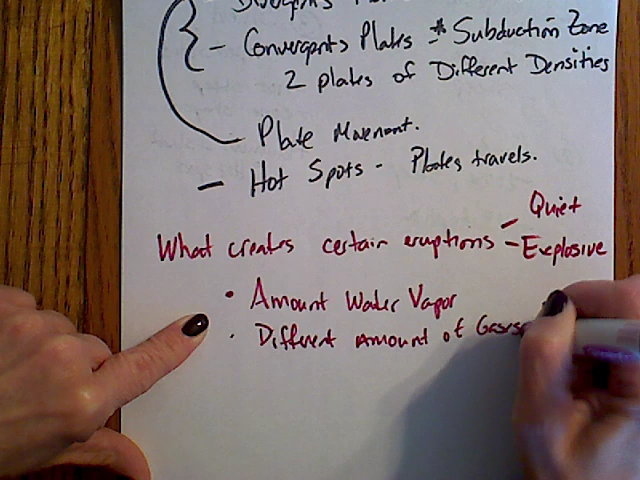 - Convergants Plates * Subduction Zone
2 plates of Different Densities
Plate Movement.
- Hot Spots - Plates travels.
What creates certain eruptions - Quiet
- Explosive
• Amount Water Vapor
• Different Amount of Gases